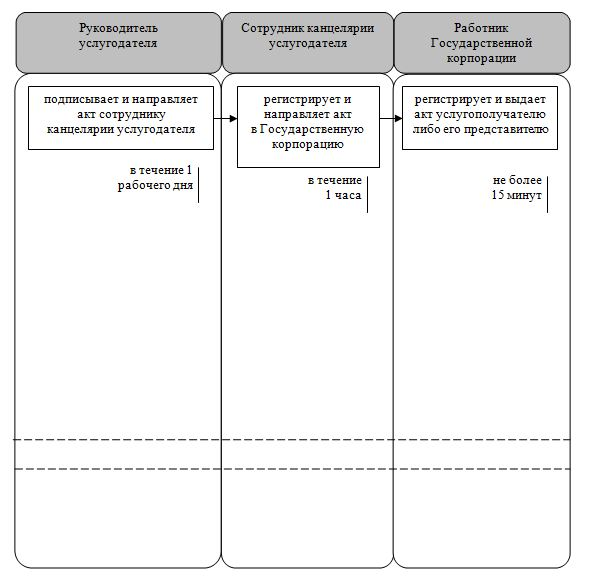 Руководитель
услугодателя
Сотрудник канцелярии
услугодателя
Работник
Государственной
корпорации
подписывает и направляет
акт сотруднику
канцелярии услугодателя
регистрирует и
направляет акт
в Государственную
корпорацию
регистрирует и выдает
акт услугополучателю
либо его представителю
в течение 1
рабочего дня
в течение
1 часа
не более
15 минут